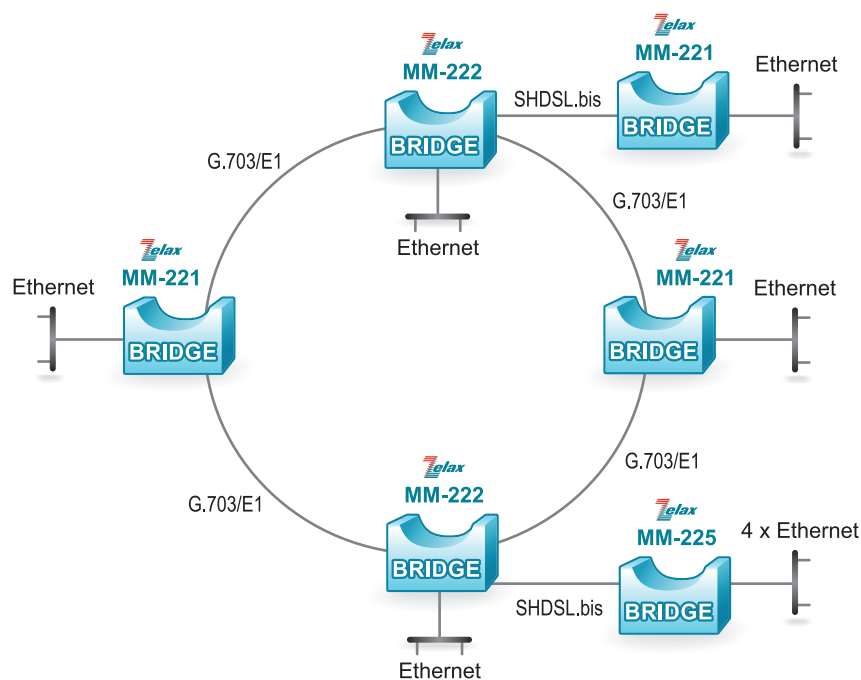 Zelax
MM-222
BRIDGE
SHDSL.bis
Zelax
MM-221
BRIDGE
Ethernet
G.703/E1
Ethernet
G.703/E1
Ethernet
Zelax
MM-221
BRIDGE
Zelax
MM-221
BRIDGE
Ethernet
G.703/E1
Zelax
MM-222
BRIDGE
G.703/E1
SHDSL.bis
Zelax
MM-225
BRIDGE
4 x Ethernet
Ethernet